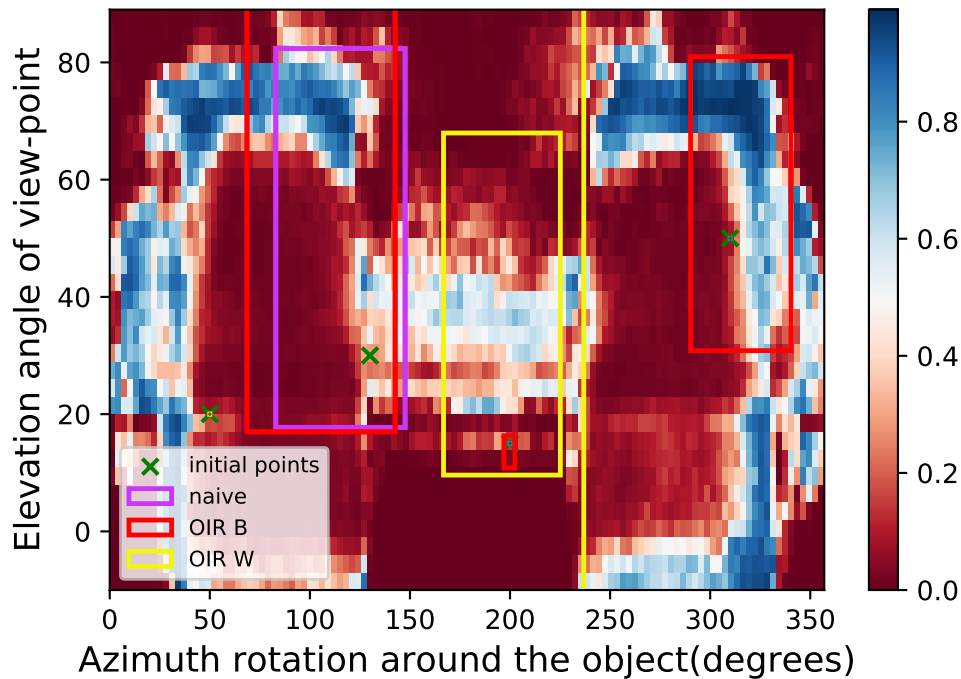 Elevation angle of view-point
80
60
40
20
0
0 50 100 150 200 250 300 350
Azimuth rotation around the object(degrees)
initial points
naive
OIR B
OIR W
0.8
0.6
0.4
0.2
0.0